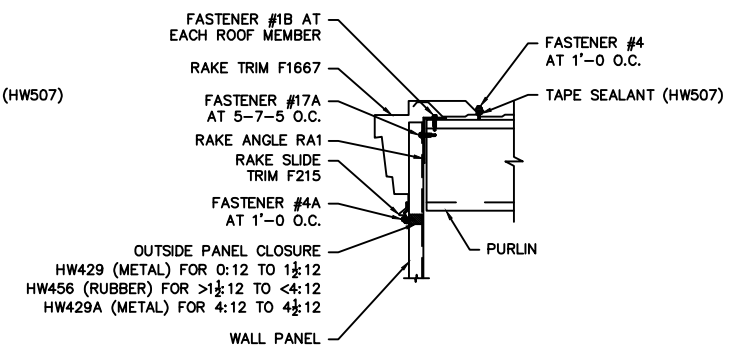 (HW507)
FASTENER #1B AT
EACH ROOF MEMBER
RAKE TRIM F1667
FASTENER #17A
AT 5-7-5 O.C.
RAKE ANGLE RA1
RAKE SLIDE
TRIM F215
FASTENER #4A
AT 1'-0 O.C.
OUTSIDE PANEL CLOSURE
HW429 (METAL) FOR 0:12 TO 1½:12
HW456 (RUBBER) FOR >1½:12 TO <4:12
HW429A (METAL) FOR 4:12 TO 4½:12
WALL PANEL
FASTENER #4
AT 1'-0 O.C.
TAPE SEALANT (HW507)
PURLIN